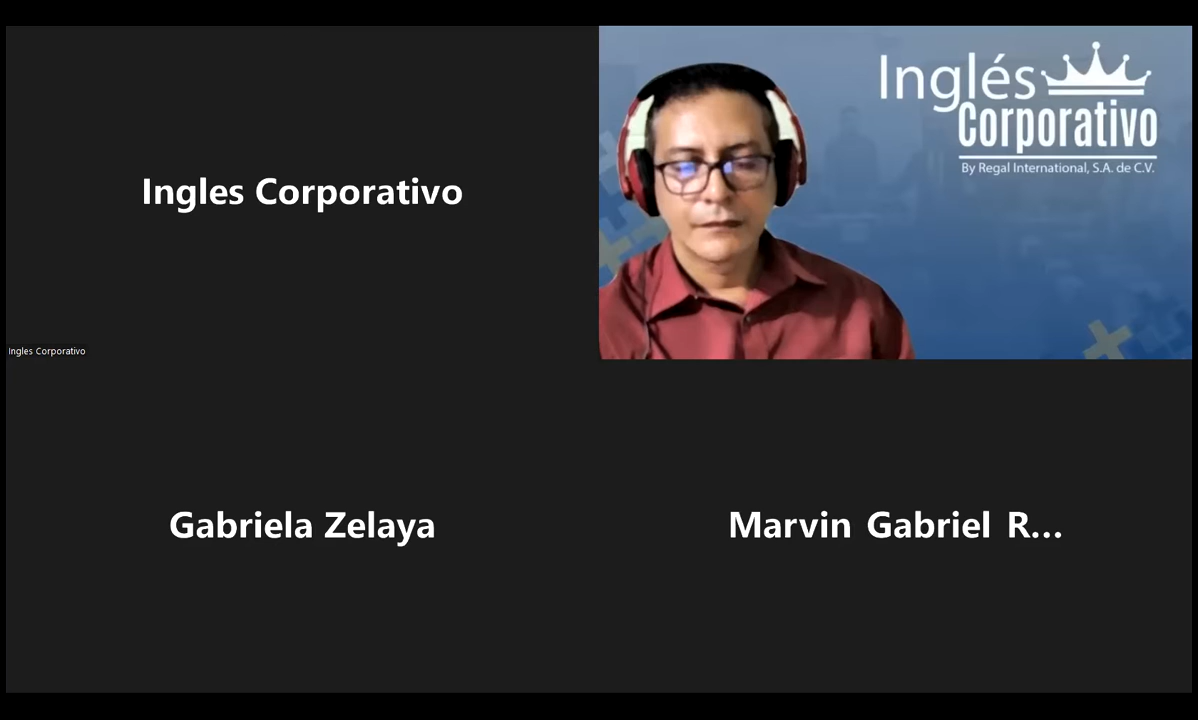 Ingles Corporativo
Ingles Corporativo
Inglés
Corporativo
By Regal International, S.A. de C.V.
Gabriela Zelaya
Marvin Gabriel R...